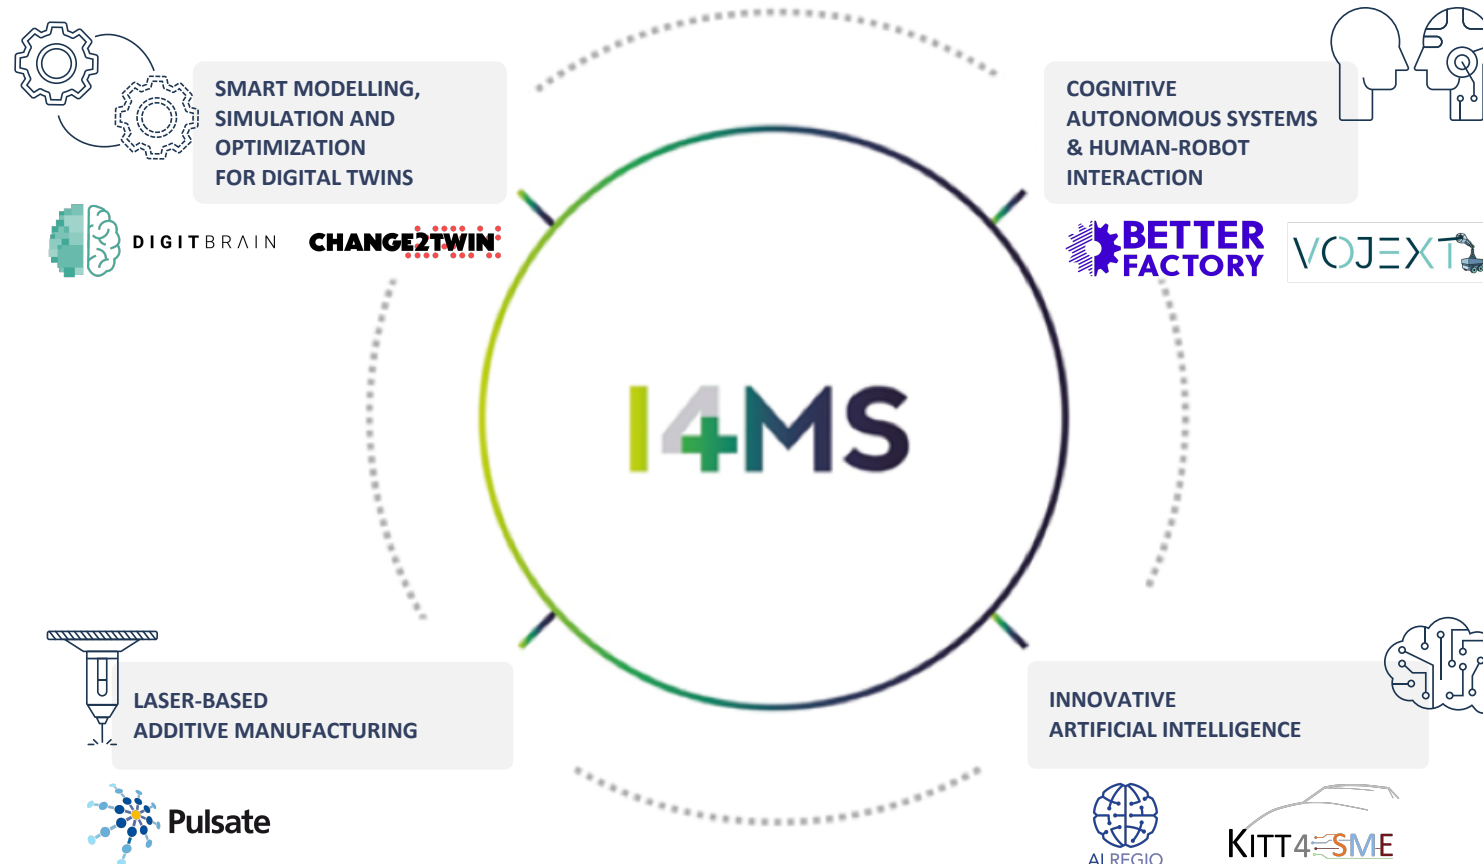 SMART MODELLING,
SIMULATION AND
OPTIMIZATION
FOR DIGITAL TWINS
DIGITBRAIN
CHANGE2TWIN
COGNITIVE
AUTONOMOUS SYSTEMS
& HUMAN-ROBOT
INTERACTION
BETTER
FACTORY
VOJEXT
I4MS
LASER-BASED
ADDITIVE MANUFACTURING
Pulsate
INNOVATIVE
ARTIFICIAL INTELLIGENCE
AI REGIO
KITT4SME